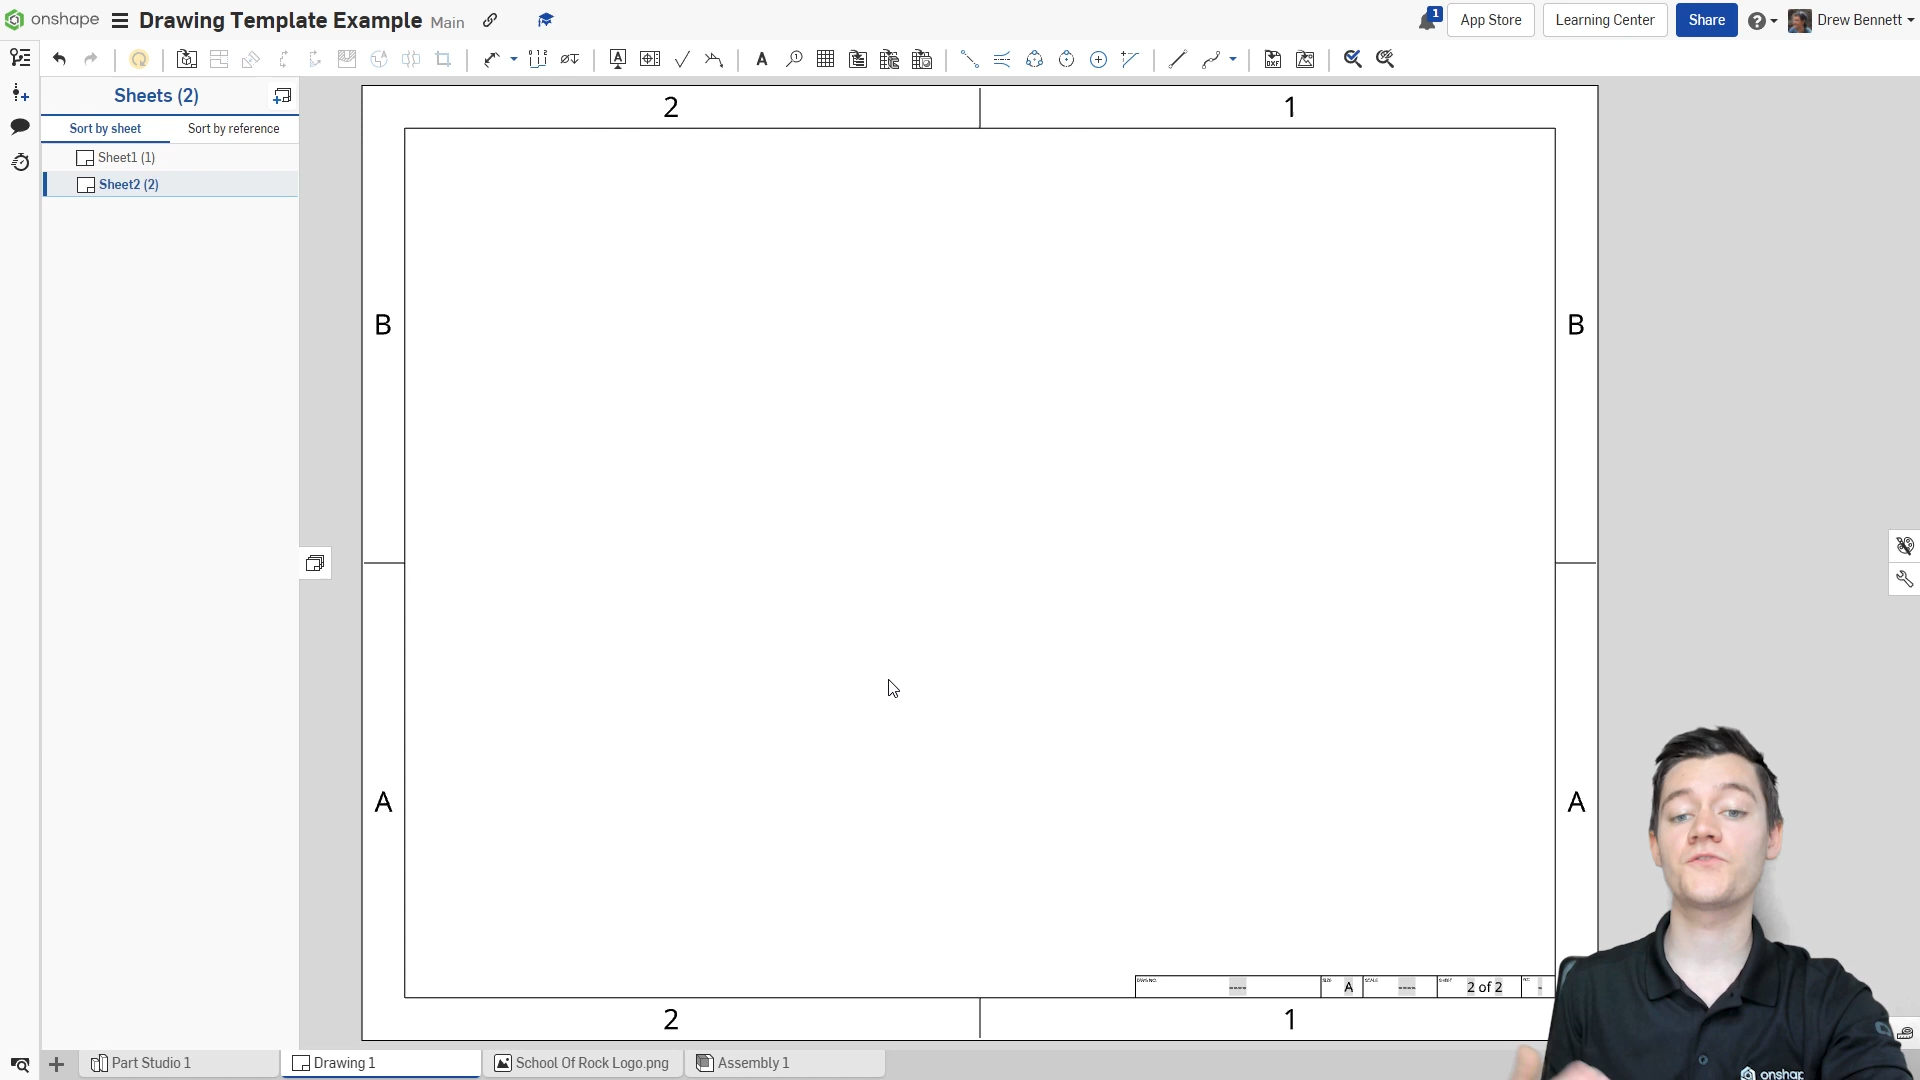 onshape
Drawing Template Example Main
1
App Store
Learning Center
Share
Drew Bennett
Sheets (2)
Sort by sheet
Sort by reference
Sheet1 (1)
Sheet2 (2)
2
1
B
B
A
A
---- A ---- 2 of 2 -
2
1
Part Studio 1
Drawing 1
School Of Rock Logo.png
Assembly 1